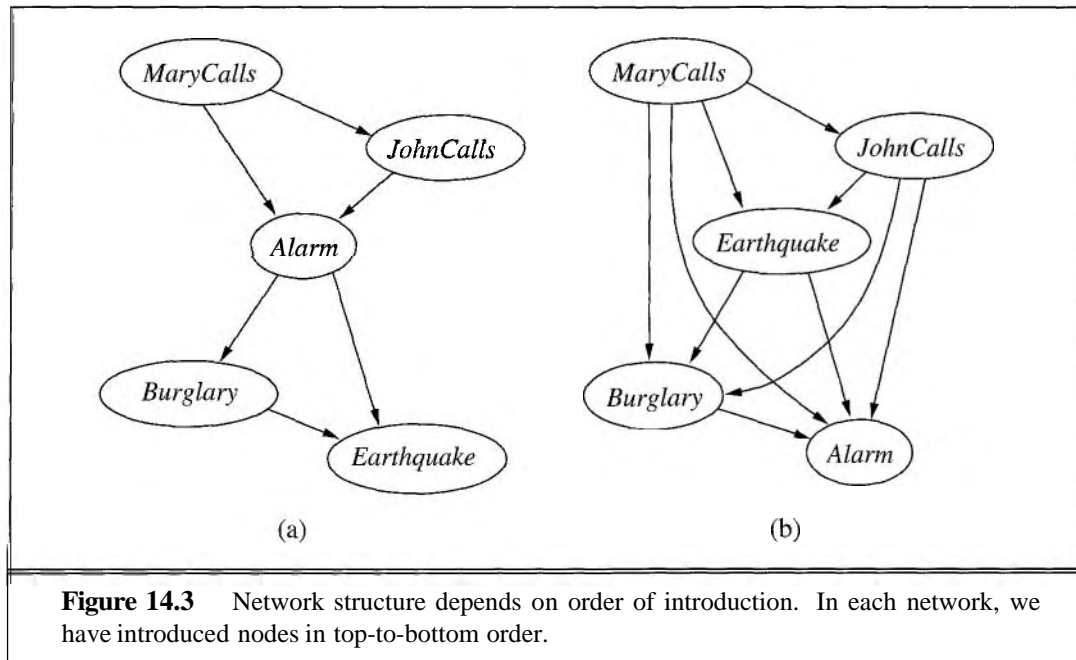 MaryCalls
JohnCalls
Alarm
Burglary
Earthquake
(a)
MaryCalls
JohnCalls
Earthquake
Burglary
Alarm
(b)
Figure 14.3 Network structure depends on order of introduction. In each network, we
have introduced nodes in top-to-bottom order.